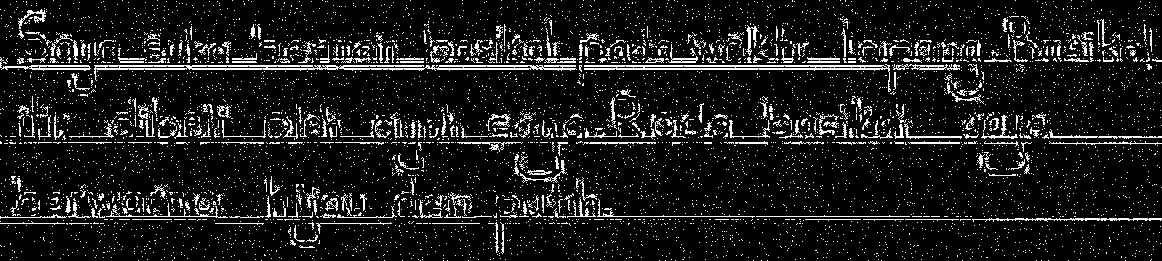 Saya suka bermain basikal pada waktu lapang. Basikal
itu dibeli oleh ayah saya. Roda basikal saya
berwarna hijau dan putih.